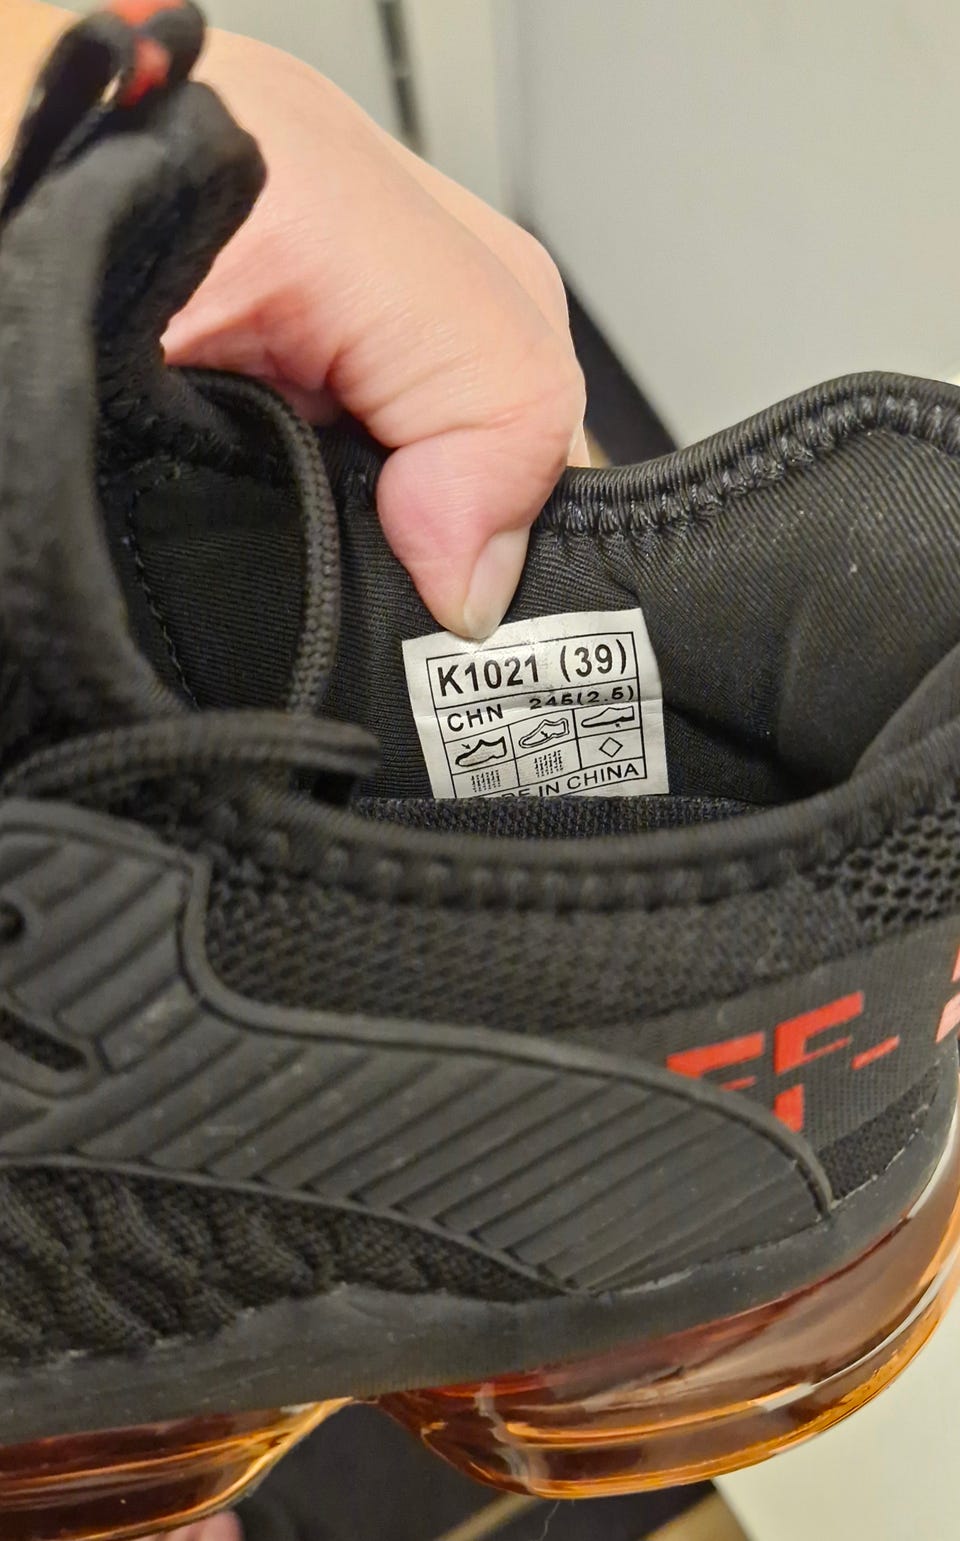 K1021 (39)
CHN 245(2.5)
IN CHINA